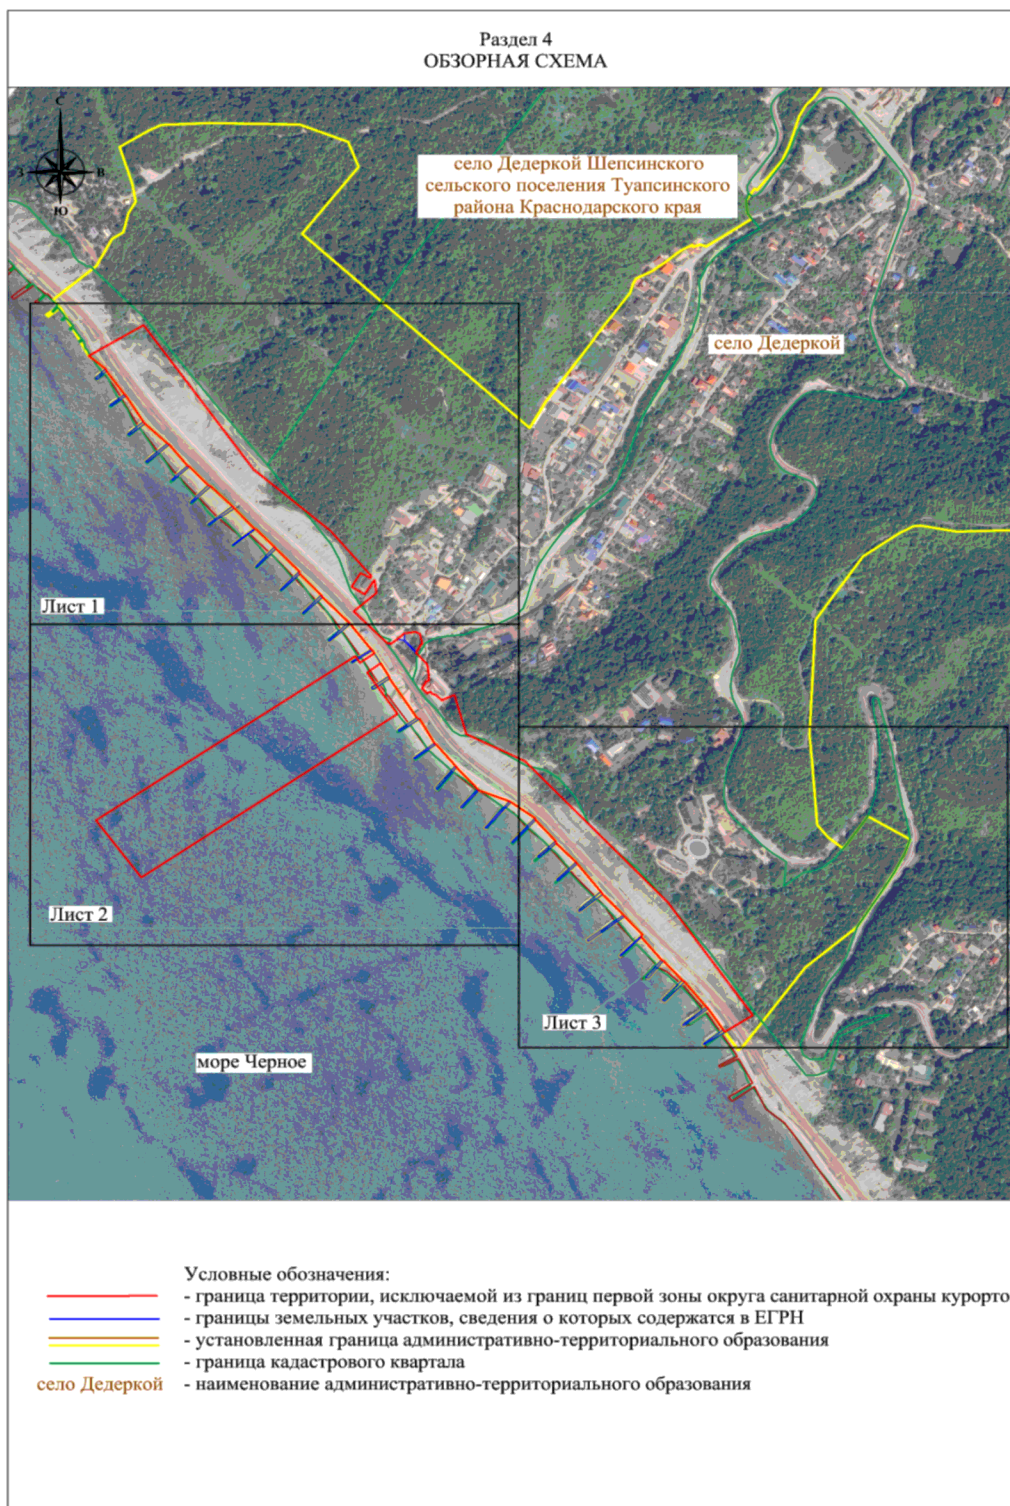 Раздел 4
ОБЗОРНАЯ СХЕМА
С
З
В
Ю
село Дедеркой Шепсинского
сельского поселения Туапсинского
района Краснодарского края
село Дедеркой
Лист 1
Лист 2
Лист 3
море Черное
Условные обозначения:
- граница территории, исключаемой из границ первой зоны округа санитарной охраны курорто
- границы земельных участков, сведения о которых содержатся в ЕГРН
- установленная граница административно-территориального образования
- граница кадастрового квартала
село Дедеркой - наименование административно-территориального образования